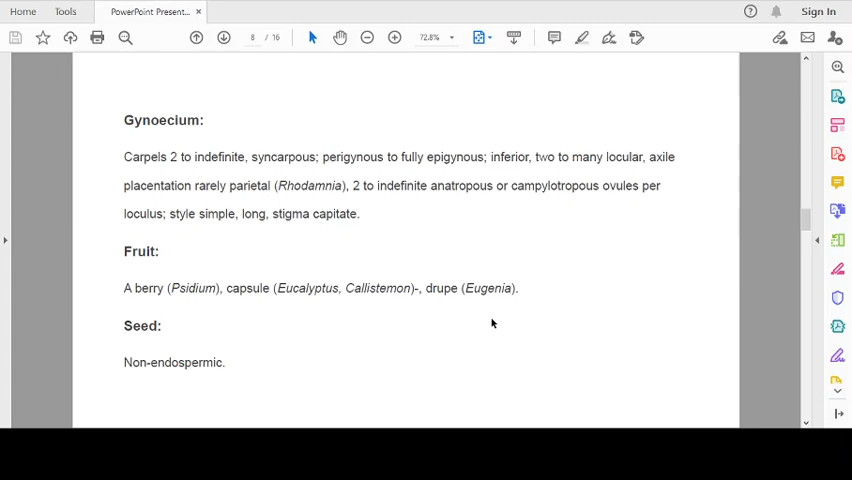 Home Tools PowerPoint Present... × Sign In
8 / 16 72.8%
Gynoecium:
Carpels 2 to indefinite, syncarpous; perigynous to fully epigynous; inferior, two to many locular, axile
placentation rarely parietal (Rhodamnia), 2 to indefinite anatropous or campylotropous ovules per
loculus; style simple, long, stigma capitate.
Fruit:
A berry (Psidium), capsule (Eucalyptus, Callistemon)-, drupe (Eugenia).
Seed:
Non-endospermic.